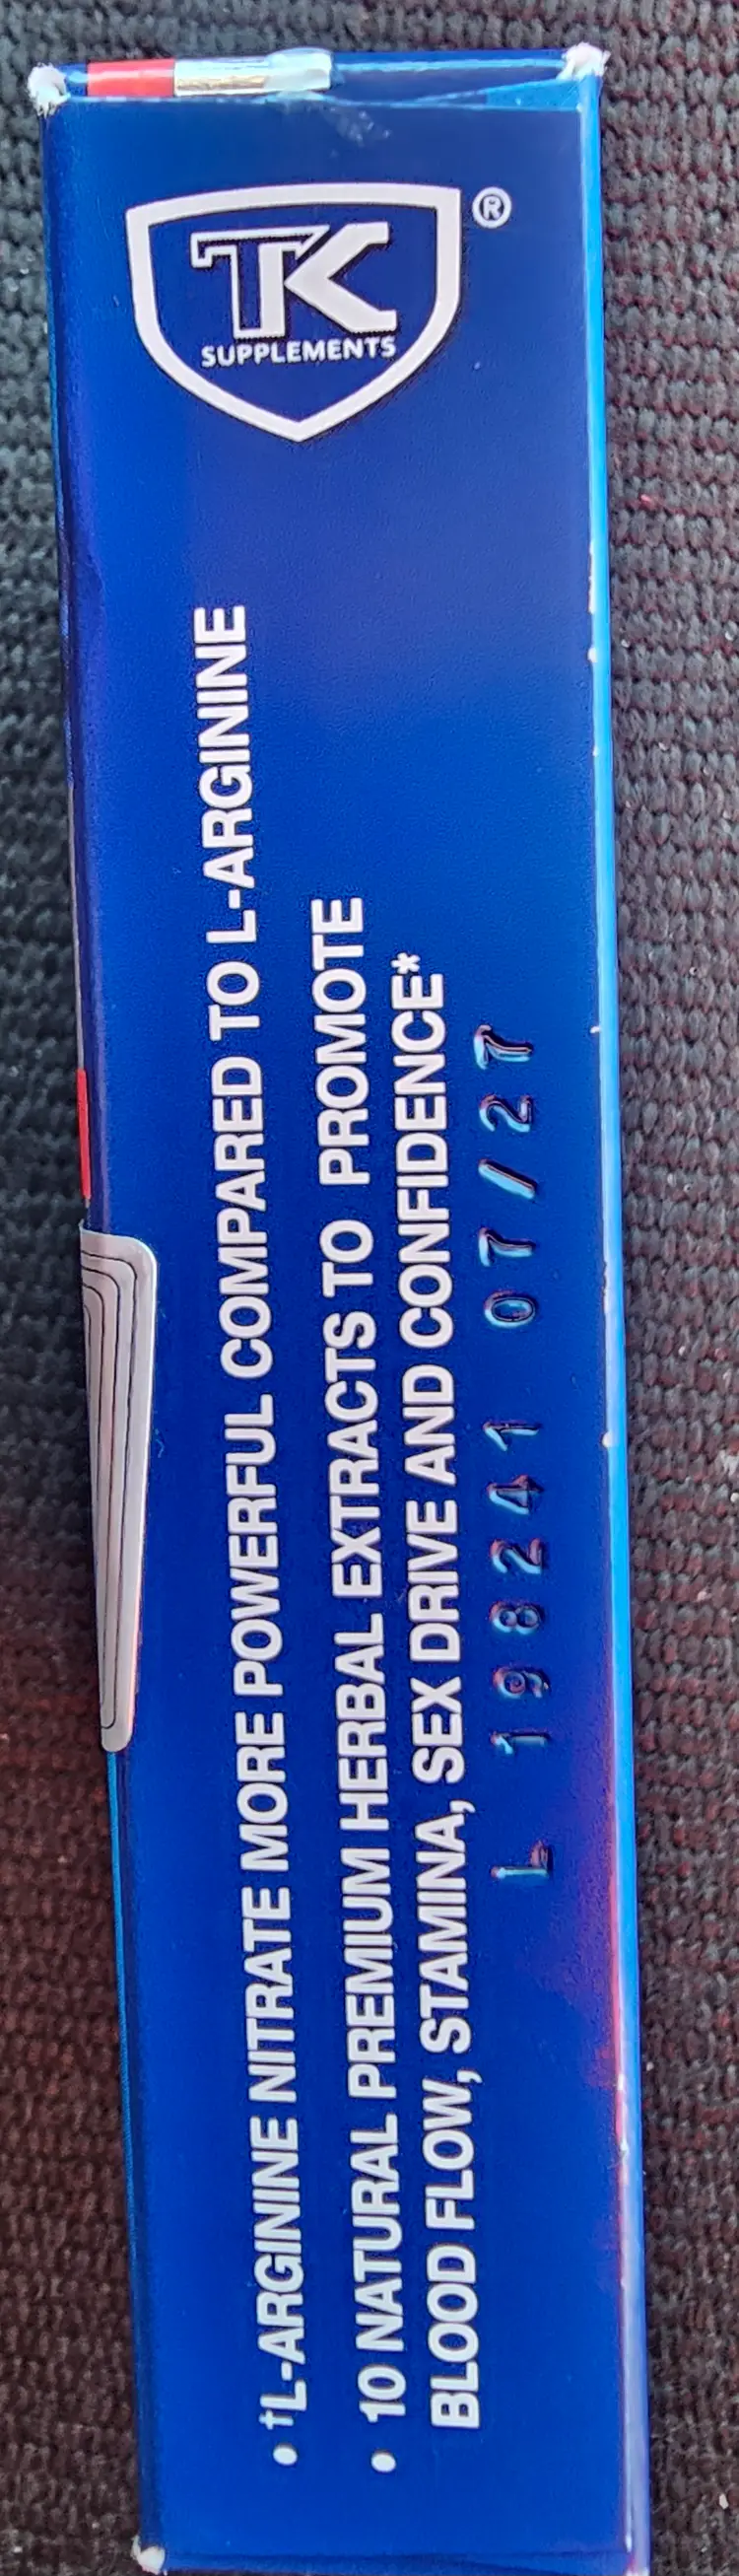 TK
SUPPLEMENTS
®
• †L-ARGININE NITRATE MORE POWERFUL COMPARED TO L-ARGININE
• 10 NATURAL PREMIUM HERBAL EXTRACTS TO PROMOTE
BLOOD FLOW, STAMINA, SEX DRIVE AND CONFIDENCE*
L 198241 07/27